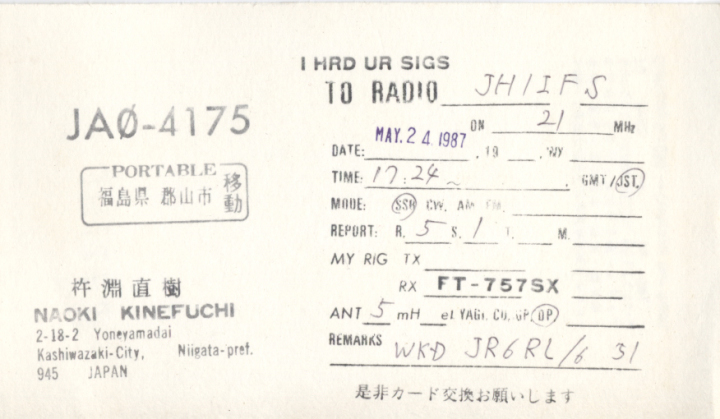 JAØ-4175
PORTABLE
福島県 郡山市 移動
杵淵直樹
NAOKI KINEFUCHI
2-18-2 Yoneyamadai
Kashiwazaki-City, Niigata-pref.
945 JAPAN
I HRD UR SIGS
TO RADIO JH1IFS
ON 21 MHz
DATE: MAY. 24. 1987 , 19 , WY
TIME: 17:24~ , GMT/JST.
MODE: SSB CW. AM FM.
REPORT: R. 5 S. 1 T. M.
MY RIG TX
RX FT-757SX
ANT 5 mH el YAGI. CQ. GP. DP
REMARKS WKD JR6RL/6 51
是非カード交換お願いします